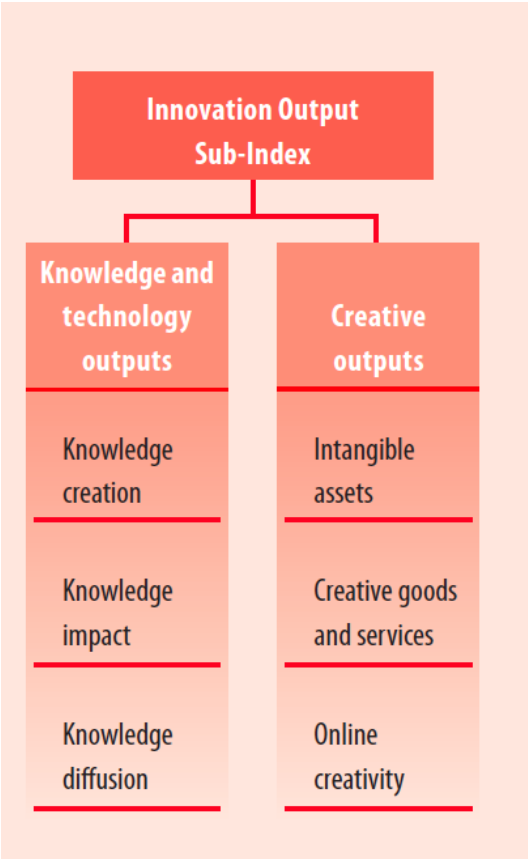 Innovation Output
Sub-Index
Knowledge and
technology
outputs
Knowledge
creation
Knowledge
impact
Knowledge
diffusion
Creative
outputs
Intangible
assets
Creative goods
and services
Online
creativity